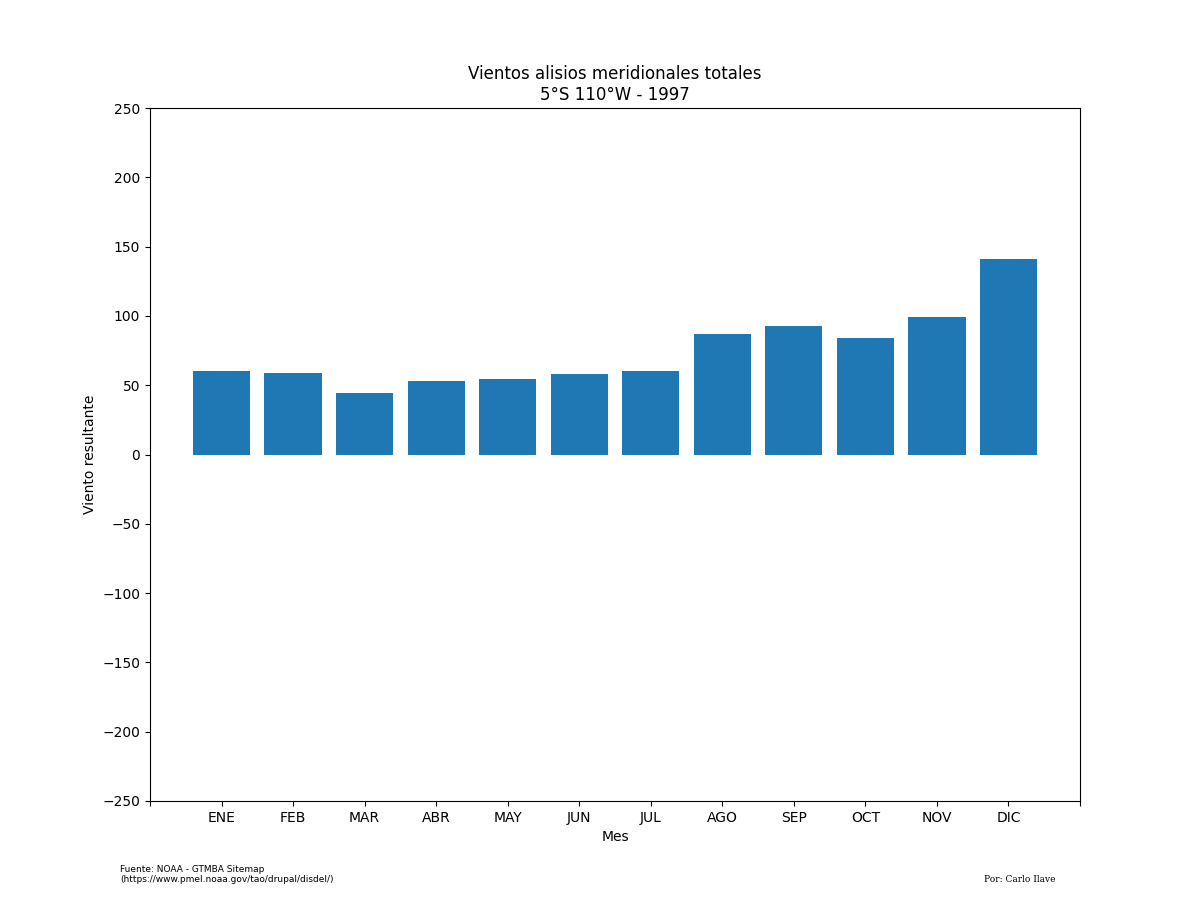 Vientos alisios meridionales totales
5°S 110°W - 1997
250
200
150
100
50
0
−50
−100
−150
−200
−250
Viento resultante
ENE FEB MAR ABR MAY JUN JUL AGO SEP OCT NOV DIC
Mes
Fuente: NOAA - GTMBA Sitemap
(https://www.pmel.noaa.gov/tao/drupal/disdel/)
Por: Carlo Ilave